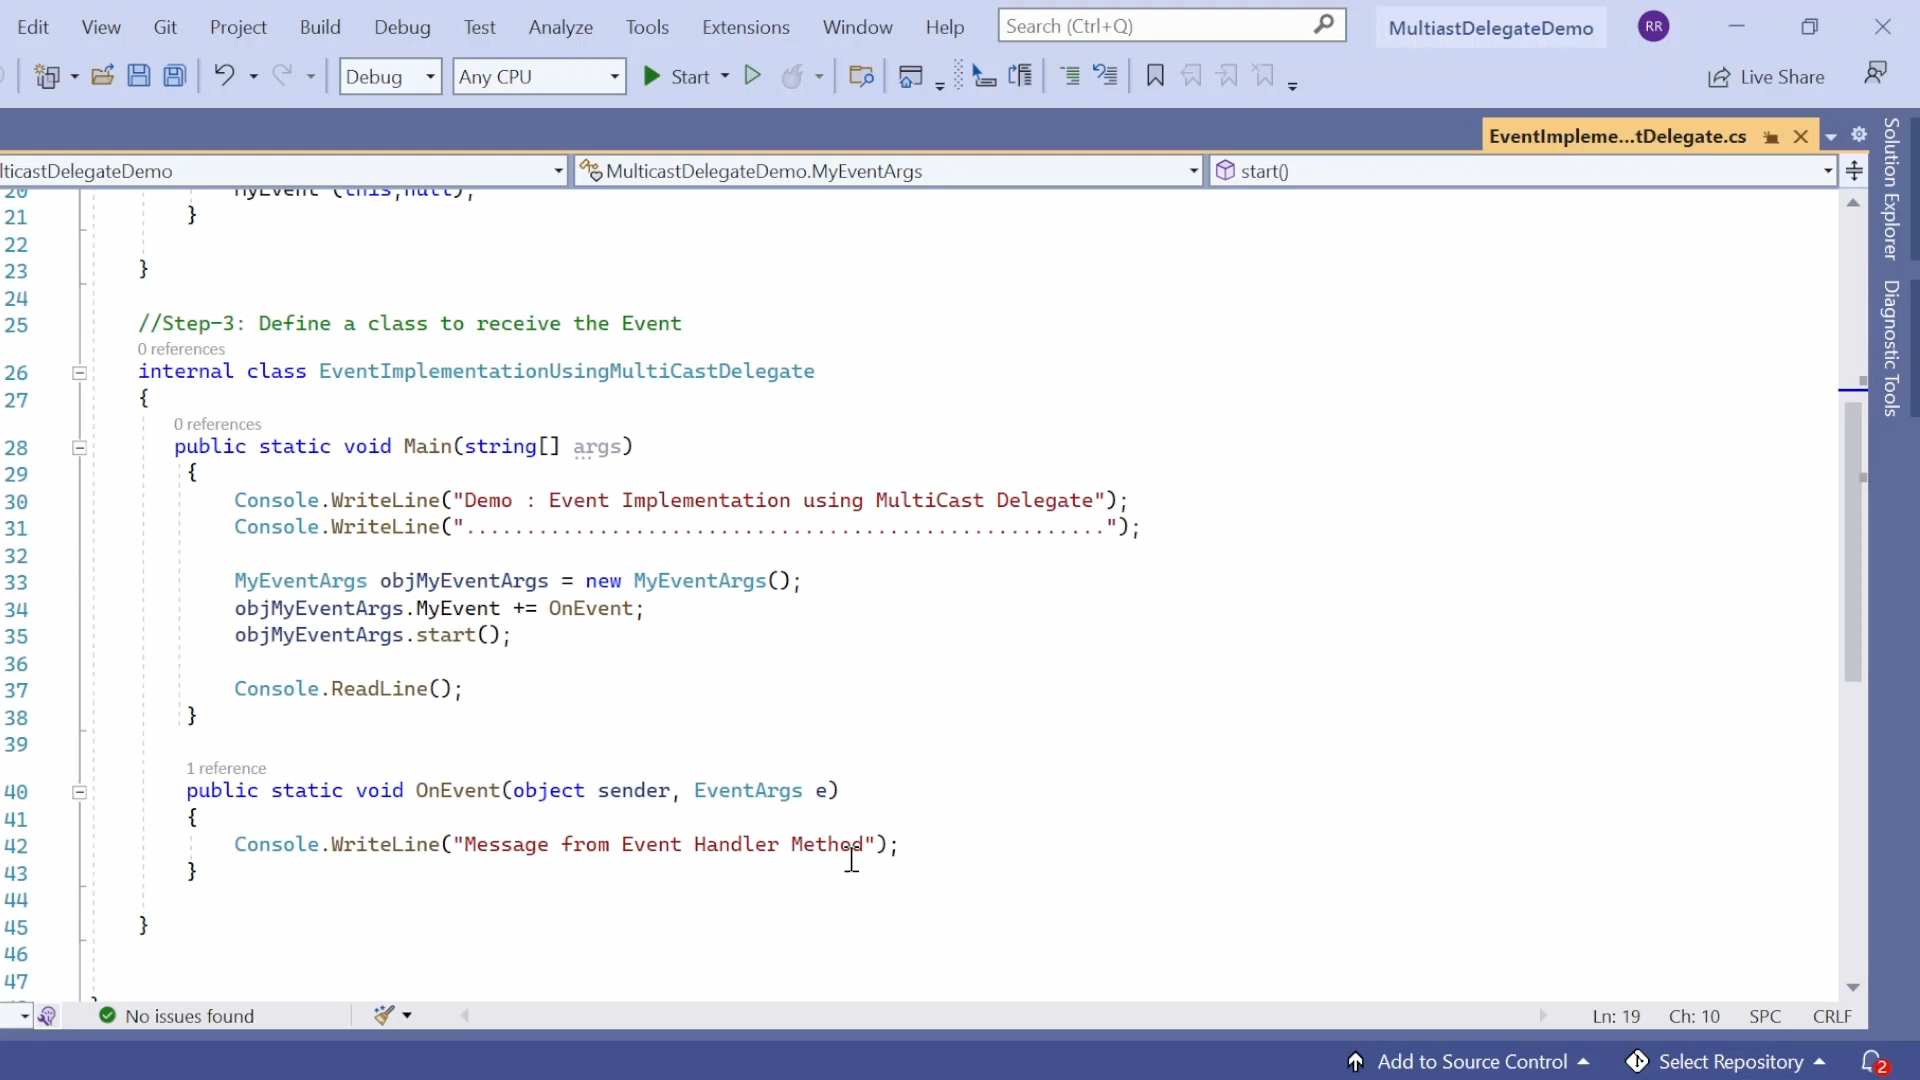 Edit View Git Project Build Debug Test Analyze Tools Extensions Window Help Search (Ctrl+Q) MultiastDelegateDemo RR
Debug Any CPU Start Live Share
EventImpleme...tDelegate.cs
lticastDelegateDemo MulticastDelegateDemo.MyEventArgs start()
Solution Explorer
Diagnostic Tools
20 MyEvent (this,null);
21 }
22
23 }
24
25 //Step-3: Define a class to receive the Event
0 references
26 internal class EventImplementationUsingMultiCastDelegate
27 {
0 references
28 public static void Main(string[] args)
29 {
30 Console.WriteLine("Demo : Event Implementation using MultiCast Delegate");
31 Console.WriteLine(".....................................................");
32
33 MyEventArgs objMyEventArgs = new MyEventArgs();
34 objMyEventArgs.MyEvent += OnEvent;
35 objMyEventArgs.start();
36
37 Console.ReadLine();
38 }
39
1 reference
40 public static void OnEvent(object sender, EventArgs e)
41 {
42 Console.WriteLine("Message from Event Handler Method");
43 }
44
45 }
46
47
No issues found Ln: 19 Ch: 10 SPC CRLF
Add to Source Control Select Repository 2